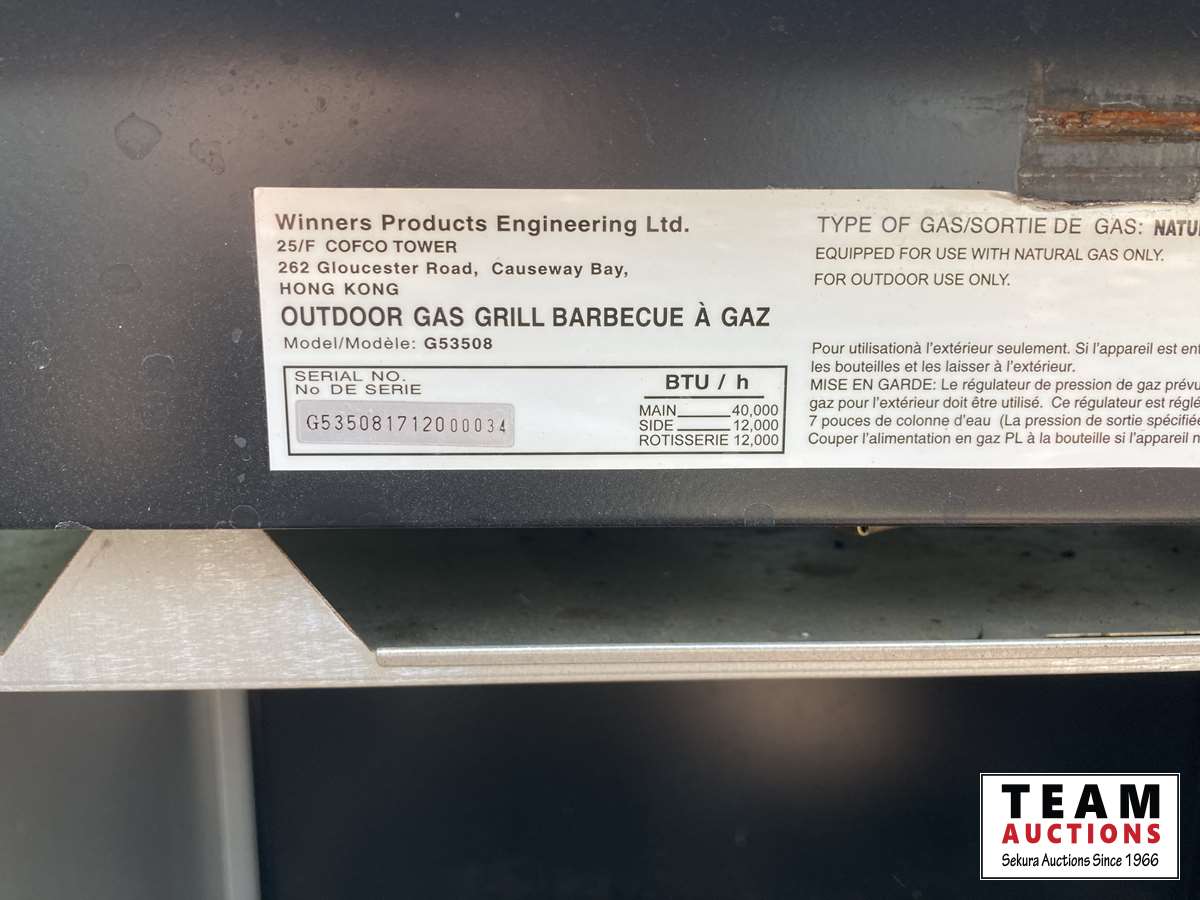 Winners Products Engineering Ltd.
25/F COFCO TOWER
262 Gloucester Road, Causeway Bay,
HONG KONG
OUTDOOR GAS GRILL BARBECUE À GAZ
Model/Modèle: G53508
SERIAL NO.
No DE SERIE
G535081712000034
BTU / h
MAIN 40,000
SIDE 12,000
ROTISSERIE 12,000
TYPE OF GAS/SORTIE DE GAS:
EQUIPPED FOR USE WITH NATURAL GAS ONLY.
FOR OUTDOOR USE ONLY.
Pour utilisationà l'extérieur seulement. Si l'appareil est
les bouteilles et les laisser à l'extérieur.
MISE EN GARDE: Le régulateur de pression de gaz
gaz pour l'extérieur doit être utilisé. Ce régulateur est
7 pouces de colonne d'eau (La pression de sortie
Couper l'alimentation en gaz PL à la bouteille si l'appareil
TEAM
AUCTIONS
Sekura Auctions Since 1966